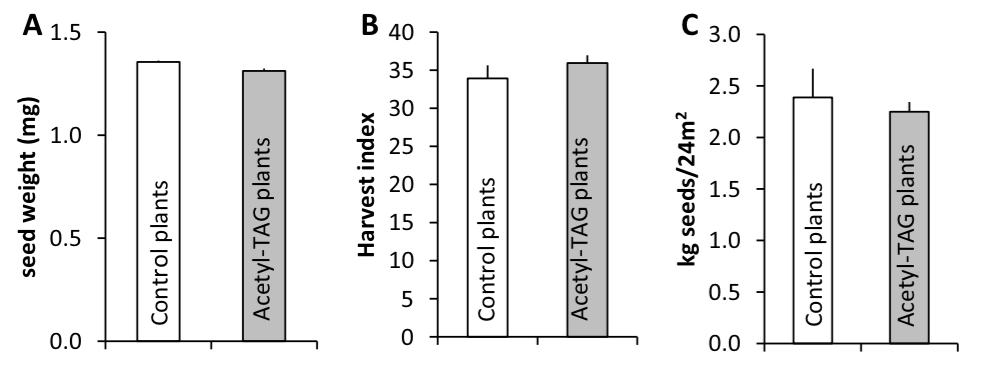 A
seed weight (mg)
1.5
1.0
0.5
0.0
Control plants
Acetyl-TAG plants
B
Harvest index
40
35
30
25
20
15
10
5
0
Control plants
Acetyl-TAG plants
C
kg seeds/24m²
3.0
2.5
2.0
1.5
1.0
0.5
0.0
Control plants
Acetyl-TAG plants